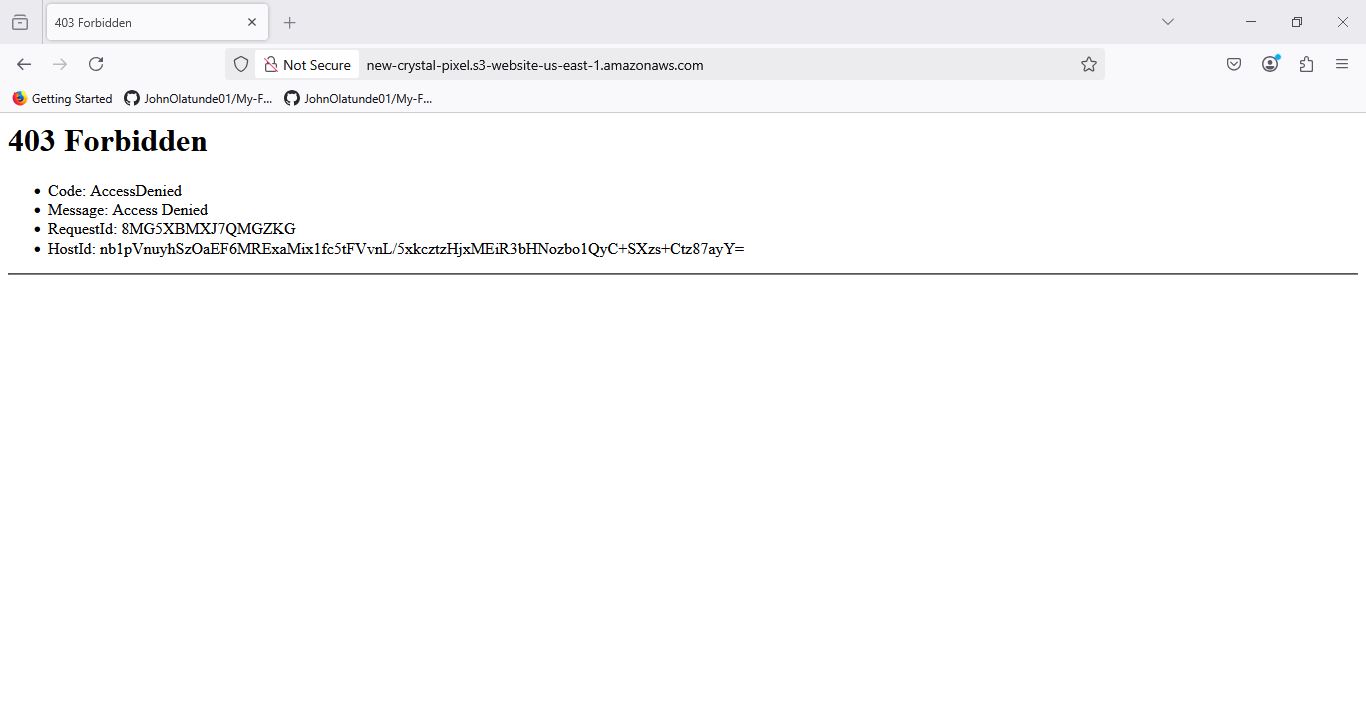 403 Forbidden
Not Secure
new-crystal-pixel.s3-website-us-east-1.amazonaws.com
Getting Started
JohnOlatunde01/My-F...
JohnOlatunde01/My-F...
403 Forbidden
Code: AccessDenied
Message: Access Denied
RequestId: 8MG5XBMXJ7QMGZKG
HostId: nb1pVnuyhSzOaEF6MRExaMix1fc5tFVvnL/5xkcztzHjxMEiR3bHNozbo1QyC+SXzs+Ctz87ayY=